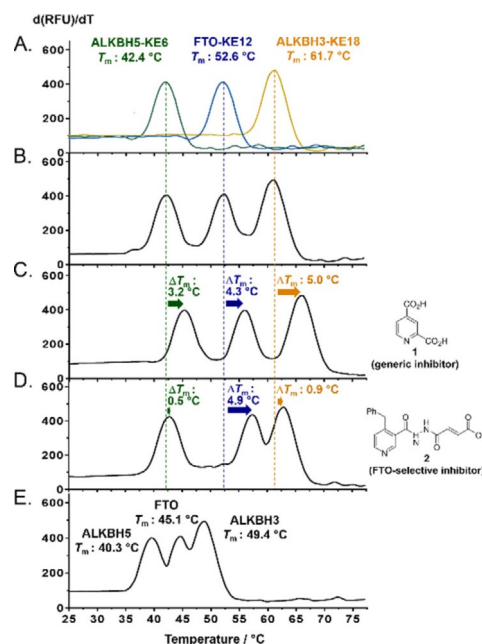 d(RFU)/dT
A.
ALKBH5-KE6
Tm : 42.4 °C
FTO-KE12
Tm : 52.6 °C
ALKBH3-KE18
Tm : 61.7 °C
600
400
200
0
B.
600
400
200
0
C.
600
400
200
0
ΔTm :
3.2 °C
ΔTm :
4.3 °C
ΔTm : 5.0 °C
CO₂H
N
CO₂H
1
(generic inhibitor)
D.
600
400
200
0
ΔTm :
0.5 °C
ΔTm :
4.9 °C
ΔTm : 0.9 °C
Ph
O
H
N
N
O
N
O
O
2
(FTO-selective inhibitor)
E.
600
400
200
0
ALKBH5
Tm : 40.3 °C
FTO
Tm : 45.1 °C
ALKBH3
Tm : 49.4 °C
25 30 35 40 45 50 55 60 65 70 75
Temperature / °C